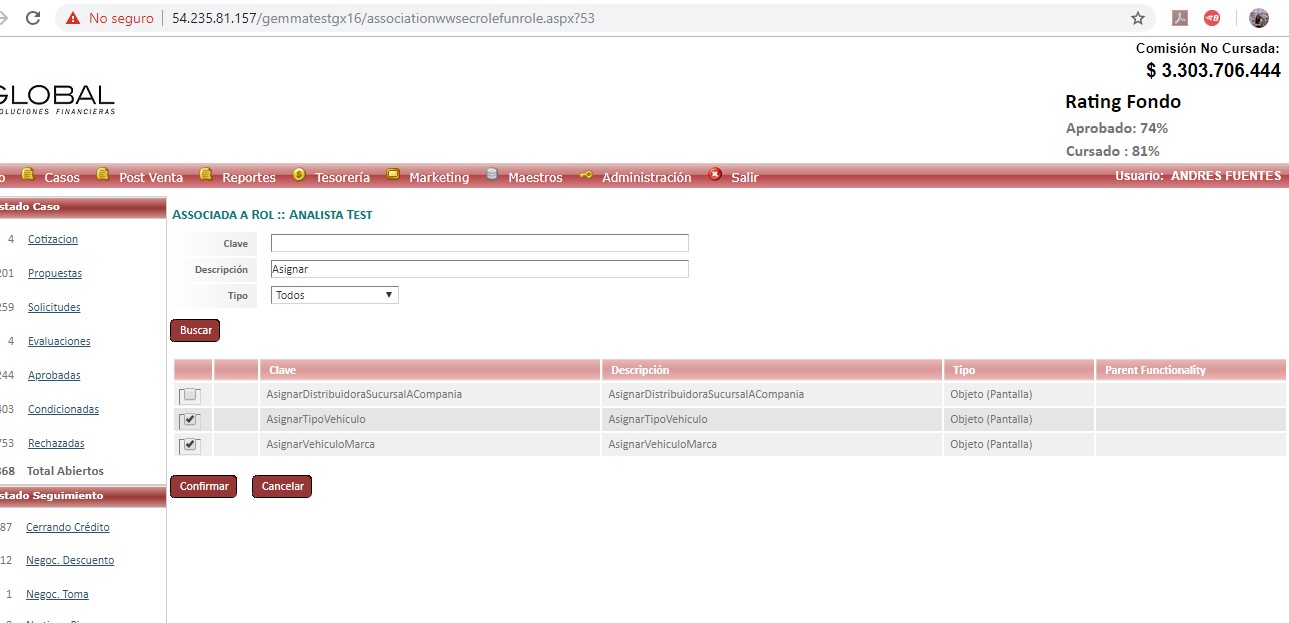 No seguro | 54.235.81.157/gemmatestgx16/associationwwsecrolefunrole.aspx?53
Comisión No Cursada:
$ 3.303.706.444
GLOBAL
OLUCIONES FINANCIERAS
Rating Fondo
Aprobado: 74%
Cursado : 81%
o Casos Post Venta Reportes Tesorería Marketing Maestros Administración Salir Usuario: ANDRES FUENTES
stado Caso
4 Cotizacion
201 Propuestas
259 Solicitudes
4 Evaluaciones
244 Aprobadas
403 Condicionadas
753 Rechazadas
368 Total Abiertos
stado Seguimiento
87 Cerrando Crédito
12 Negoc. Descuento
1 Negoc. Toma
ASSOCIADA A ROL :: ANALISTA TEST
Clave
Descripción Asignar
Tipo Todos
Buscar
Clave Descripción Tipo Parent Functionality
AsignarDistribuidoraSucursalACompania AsignarDistribuidoraSucursalACompania Objeto (Pantalla)
AsignarTipoVehiculo AsignarTipoVehiculo Objeto (Pantalla)
AsignarVehiculoMarca AsignarVehiculoMarca Objeto (Pantalla)
Confirmar Cancelar